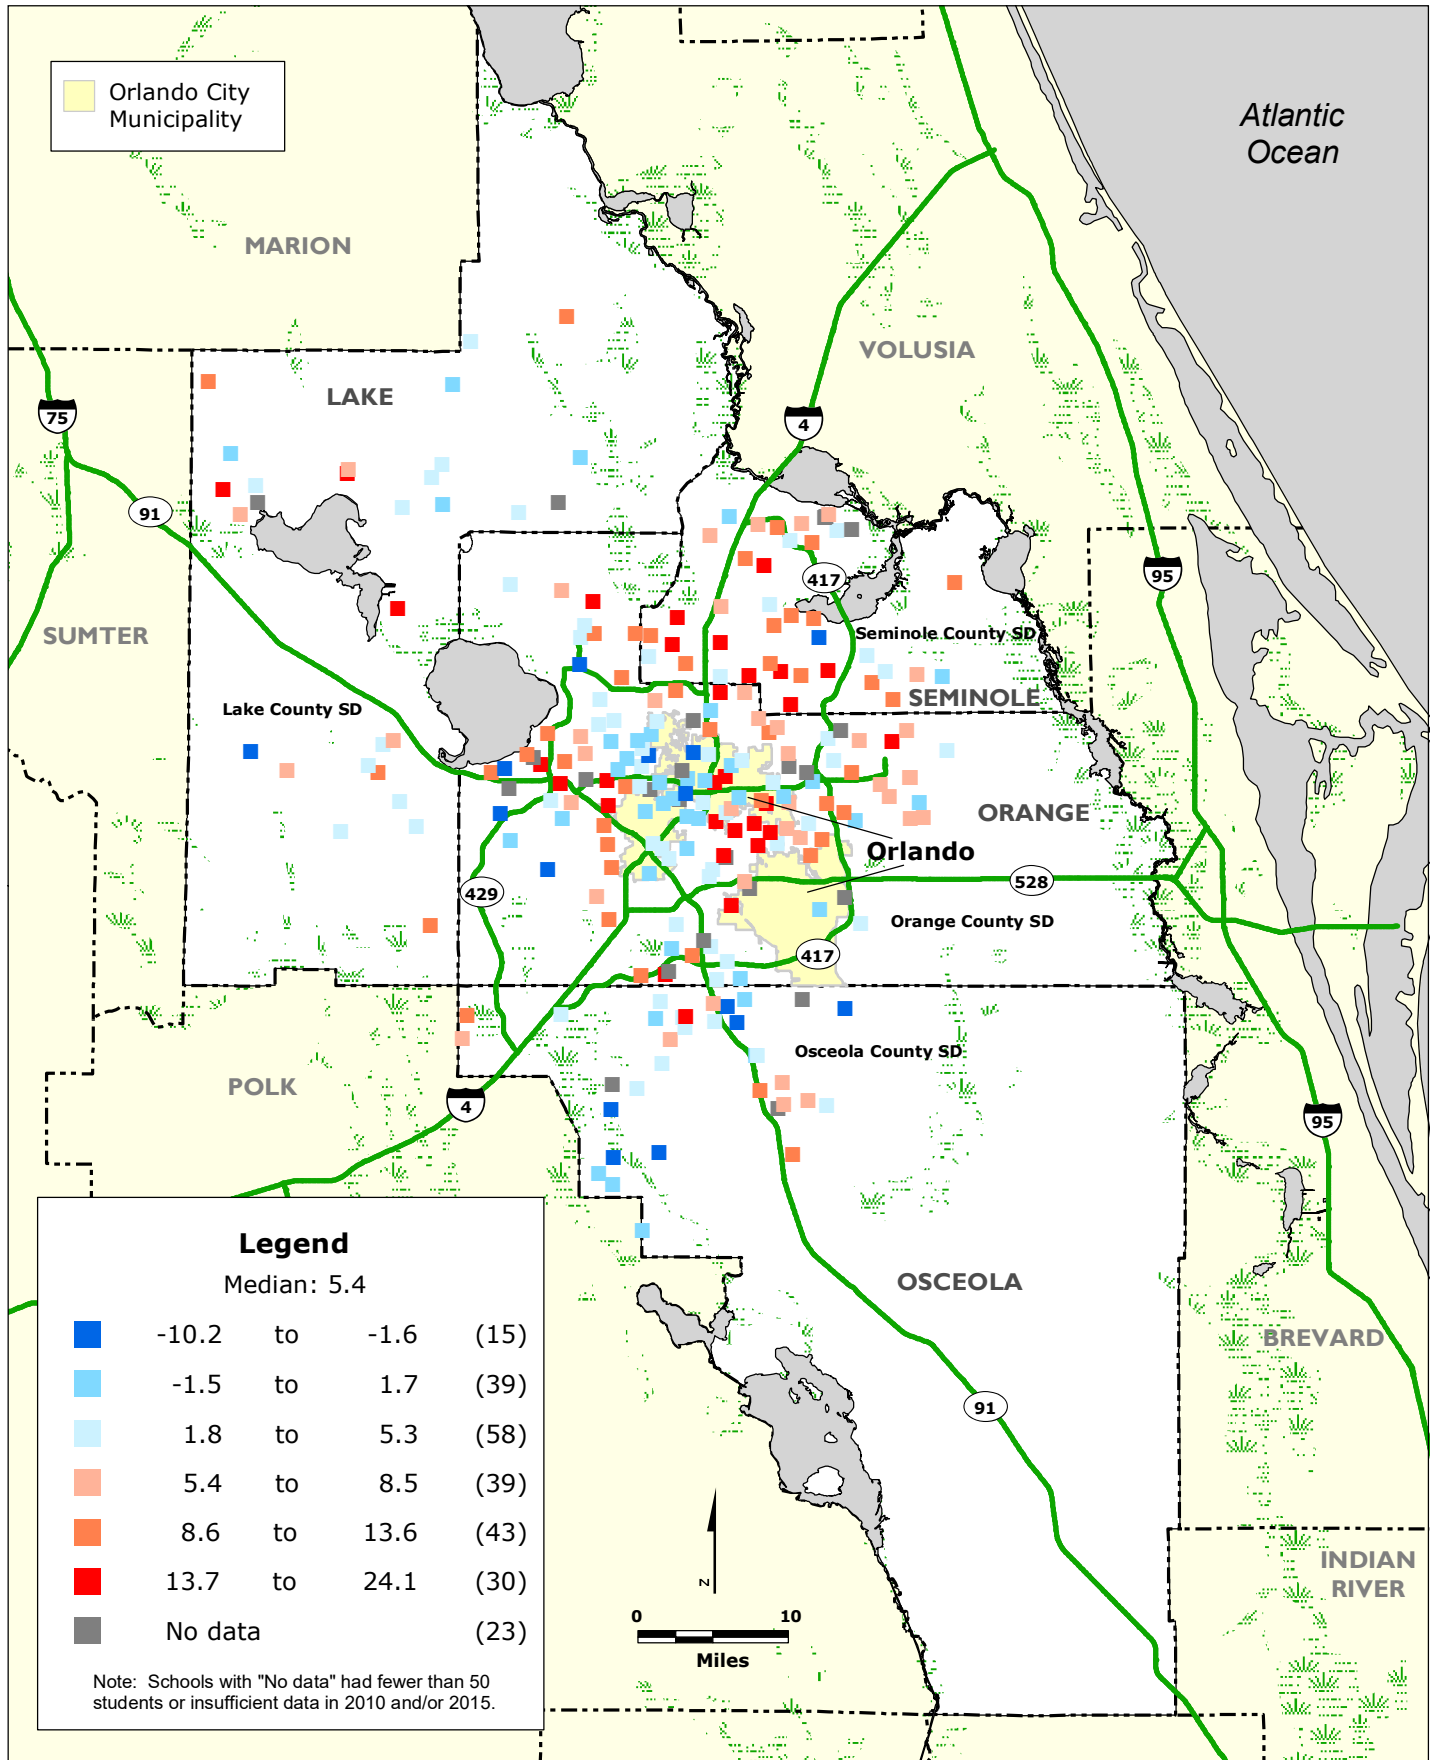 Orlando City
Municipality
Atlantic
Ocean
MARION
VOLUSIA
LAKE
75
4
91
417
95
SUMTER
Seminole County SD
SEMINOLE
Lake County SD
ORANGE
Orlando
429
528
Orange County SD
417
Osceola County SD
POLK
4
95
Legend
Median: 5.4
-10.2 to -1.6 (15)
-1.5 to 1.7 (39)
1.8 to 5.3 (58)
5.4 to 8.5 (39)
8.6 to 13.6 (43)
13.7 to 24.1 (30)
No data (23)
Note: Schools with "No data" had fewer than 50
students or insufficient data in 2010 and/or 2015.
OSCEOLA
BREVARD
91
INDIAN
RIVER
N
0 10
Miles